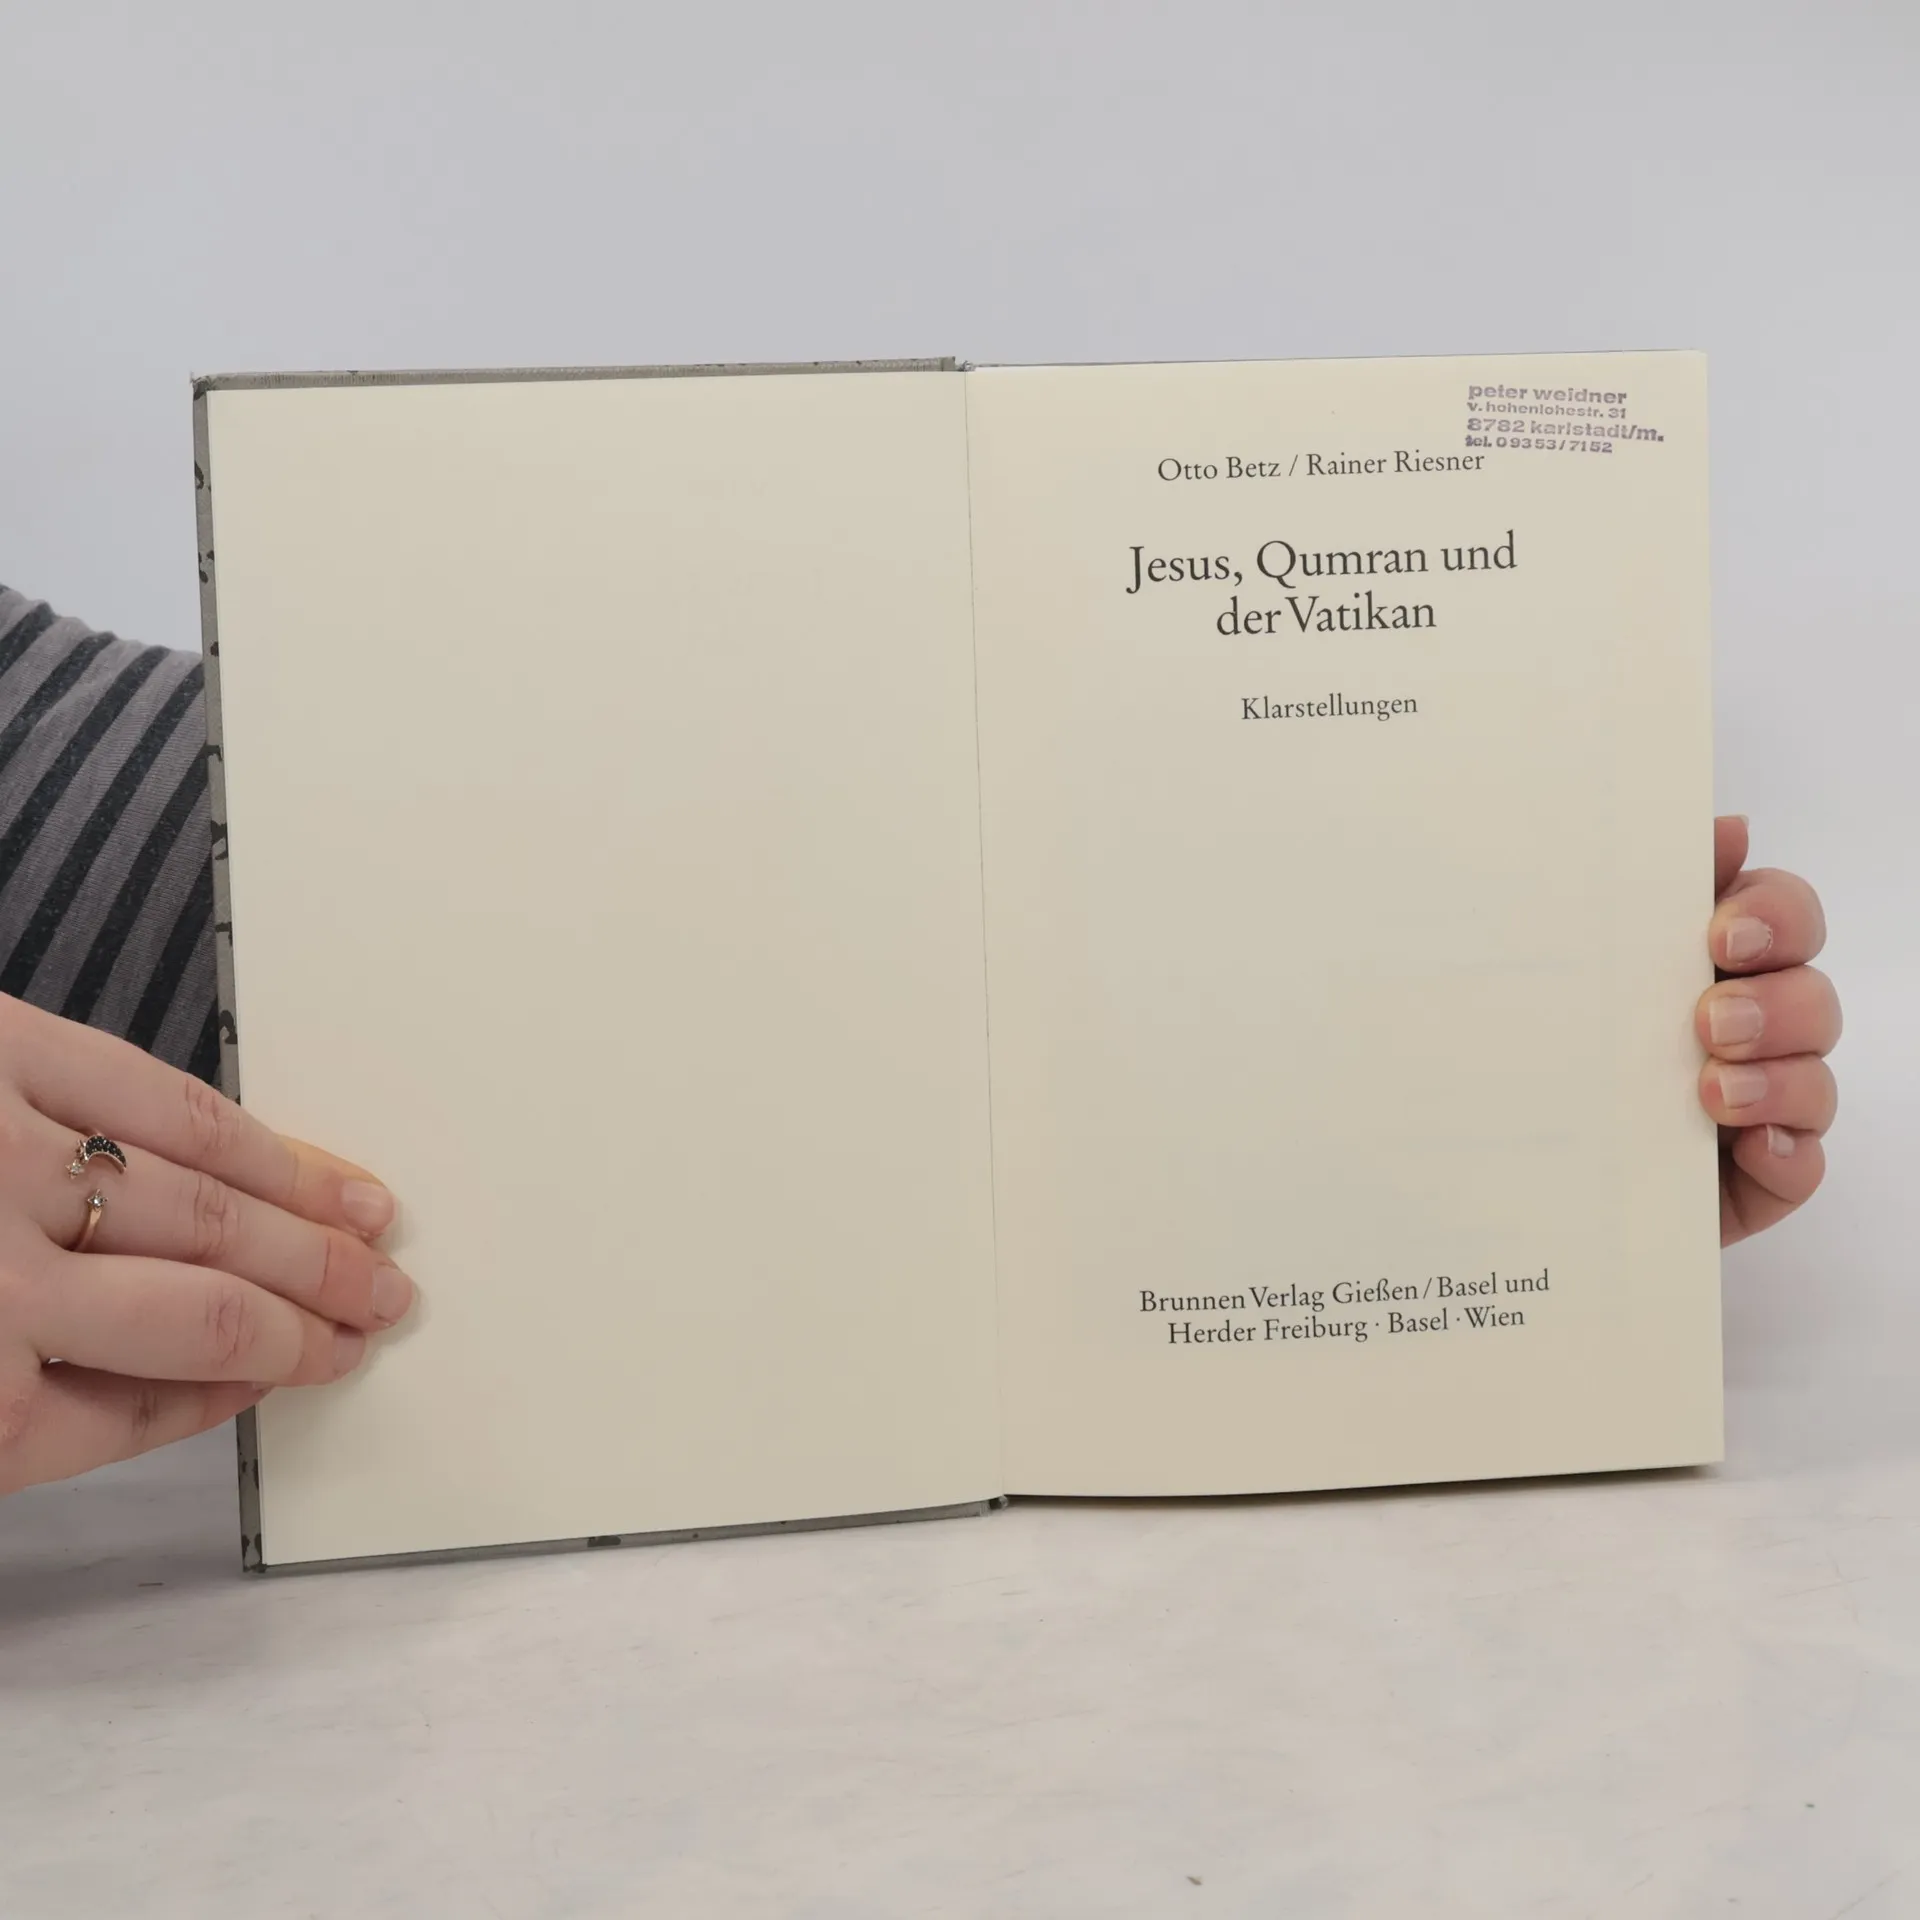 peter weidner
v. hohenlohestr. 31
8782 karlstadt/m.
tel. 09353/7152
Otto Betz / Rainer Riesner
Jesus, Qumran und
der Vatikan
Klarstellungen
Brunnen Verlag Gießen / Basel und
Herder Freiburg · Basel · Wien